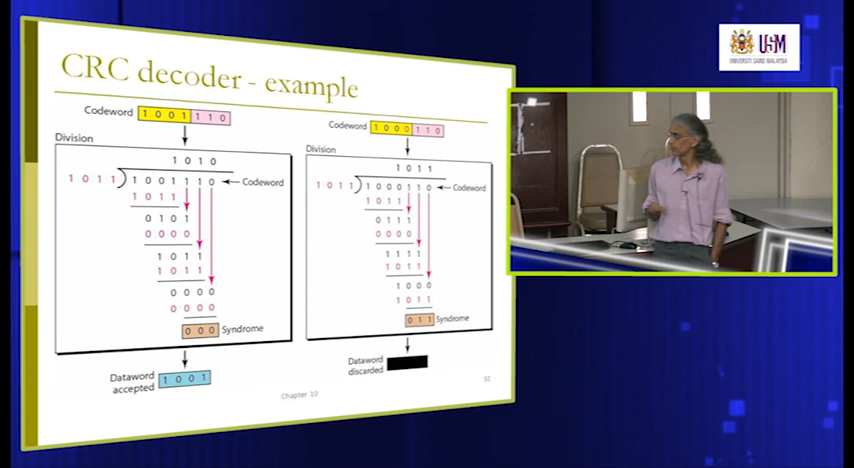 CRC decoder - example
Codeword 1 0 0 1 1 1 0
Division
1 0 1 0
1 0 1 1 1 0 0 1 1 1 0 Codeword
1 0 1 1
0 1 0 1
0 0 0 0
1 0 1 1
1 0 1 1
0 0 0 0
0 0 0 0
0 0 0 Syndrome
Dataword
accepted 1 0 0 1
Codeword 1 0 0 0 1 1 0
Division
1 0 1 1
1 0 1 1 1 0 0 0 1 1 0 Codeword
1 0 1 1
0 1 1 1
0 0 0 0
1 1 1 1
1 0 1 1
1 0 0 0
1 0 1 1
0 1 1 Syndrome
Dataword
discarded
Chapter 10
62
USM
UNIVERSITI SAINS MALAYSIA